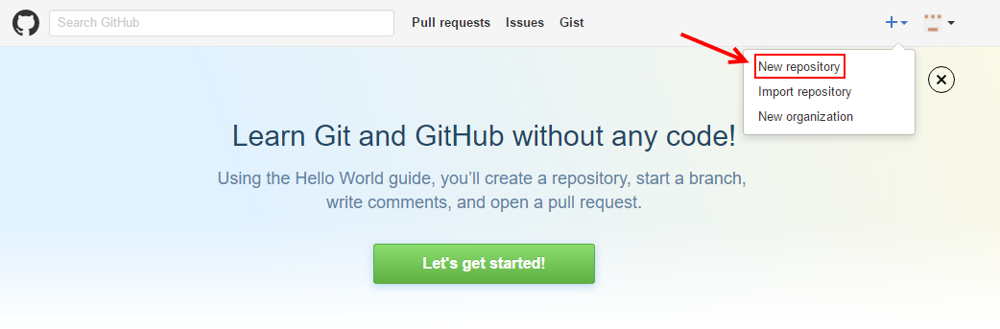 Search GitHub
Pull requests Issues Gist
New repository
Import repository
New organization
Learn Git and GitHub without any code!
Using the Hello World guide, you’ll create a repository, start a branch,
write comments, and open a pull request.
Let's get started!